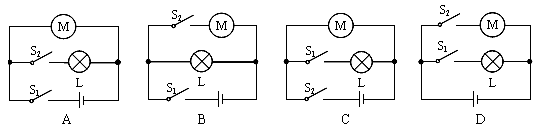 M S₂ M M S₂ M
S₂ L L S₁ L S₁ L
S₁ S₁ S₂
A B C D